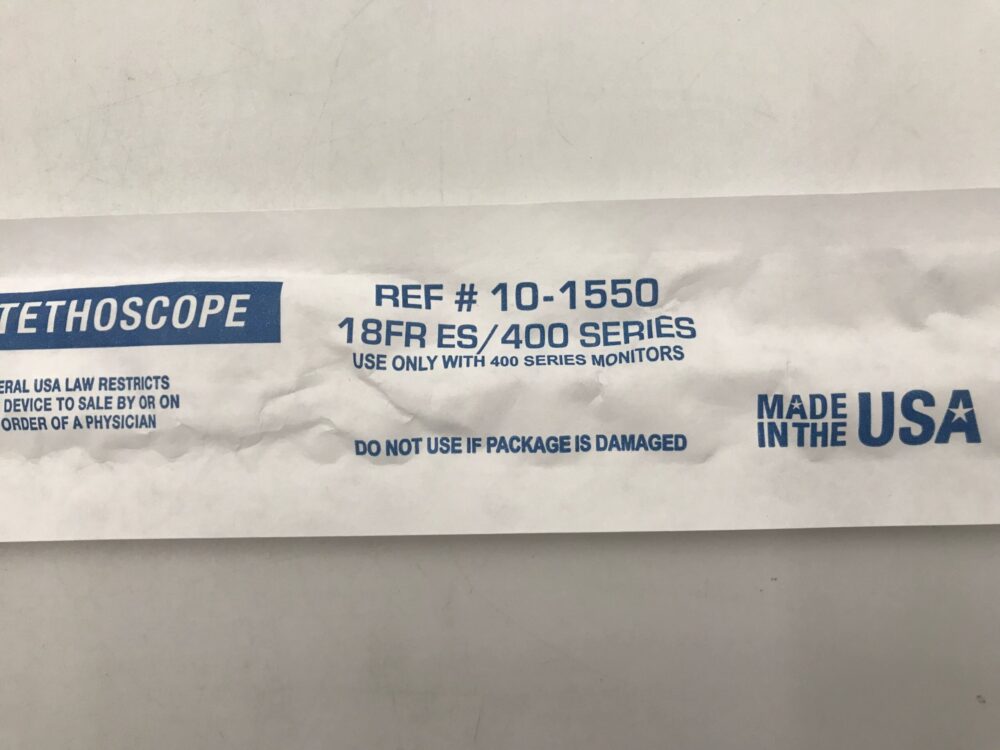 TETHOSCOPE
ERAL USA LAW RESTRICTS
DEVICE TO SALE BY OR ON
ORDER OF A PHYSICIAN
REF # 10-1550
18FR ES/400 SERIES
USE ONLY WITH 400 SERIES MONITORS
DO NOT USE IF PACKAGE IS DAMAGED
MADE
IN THE USA